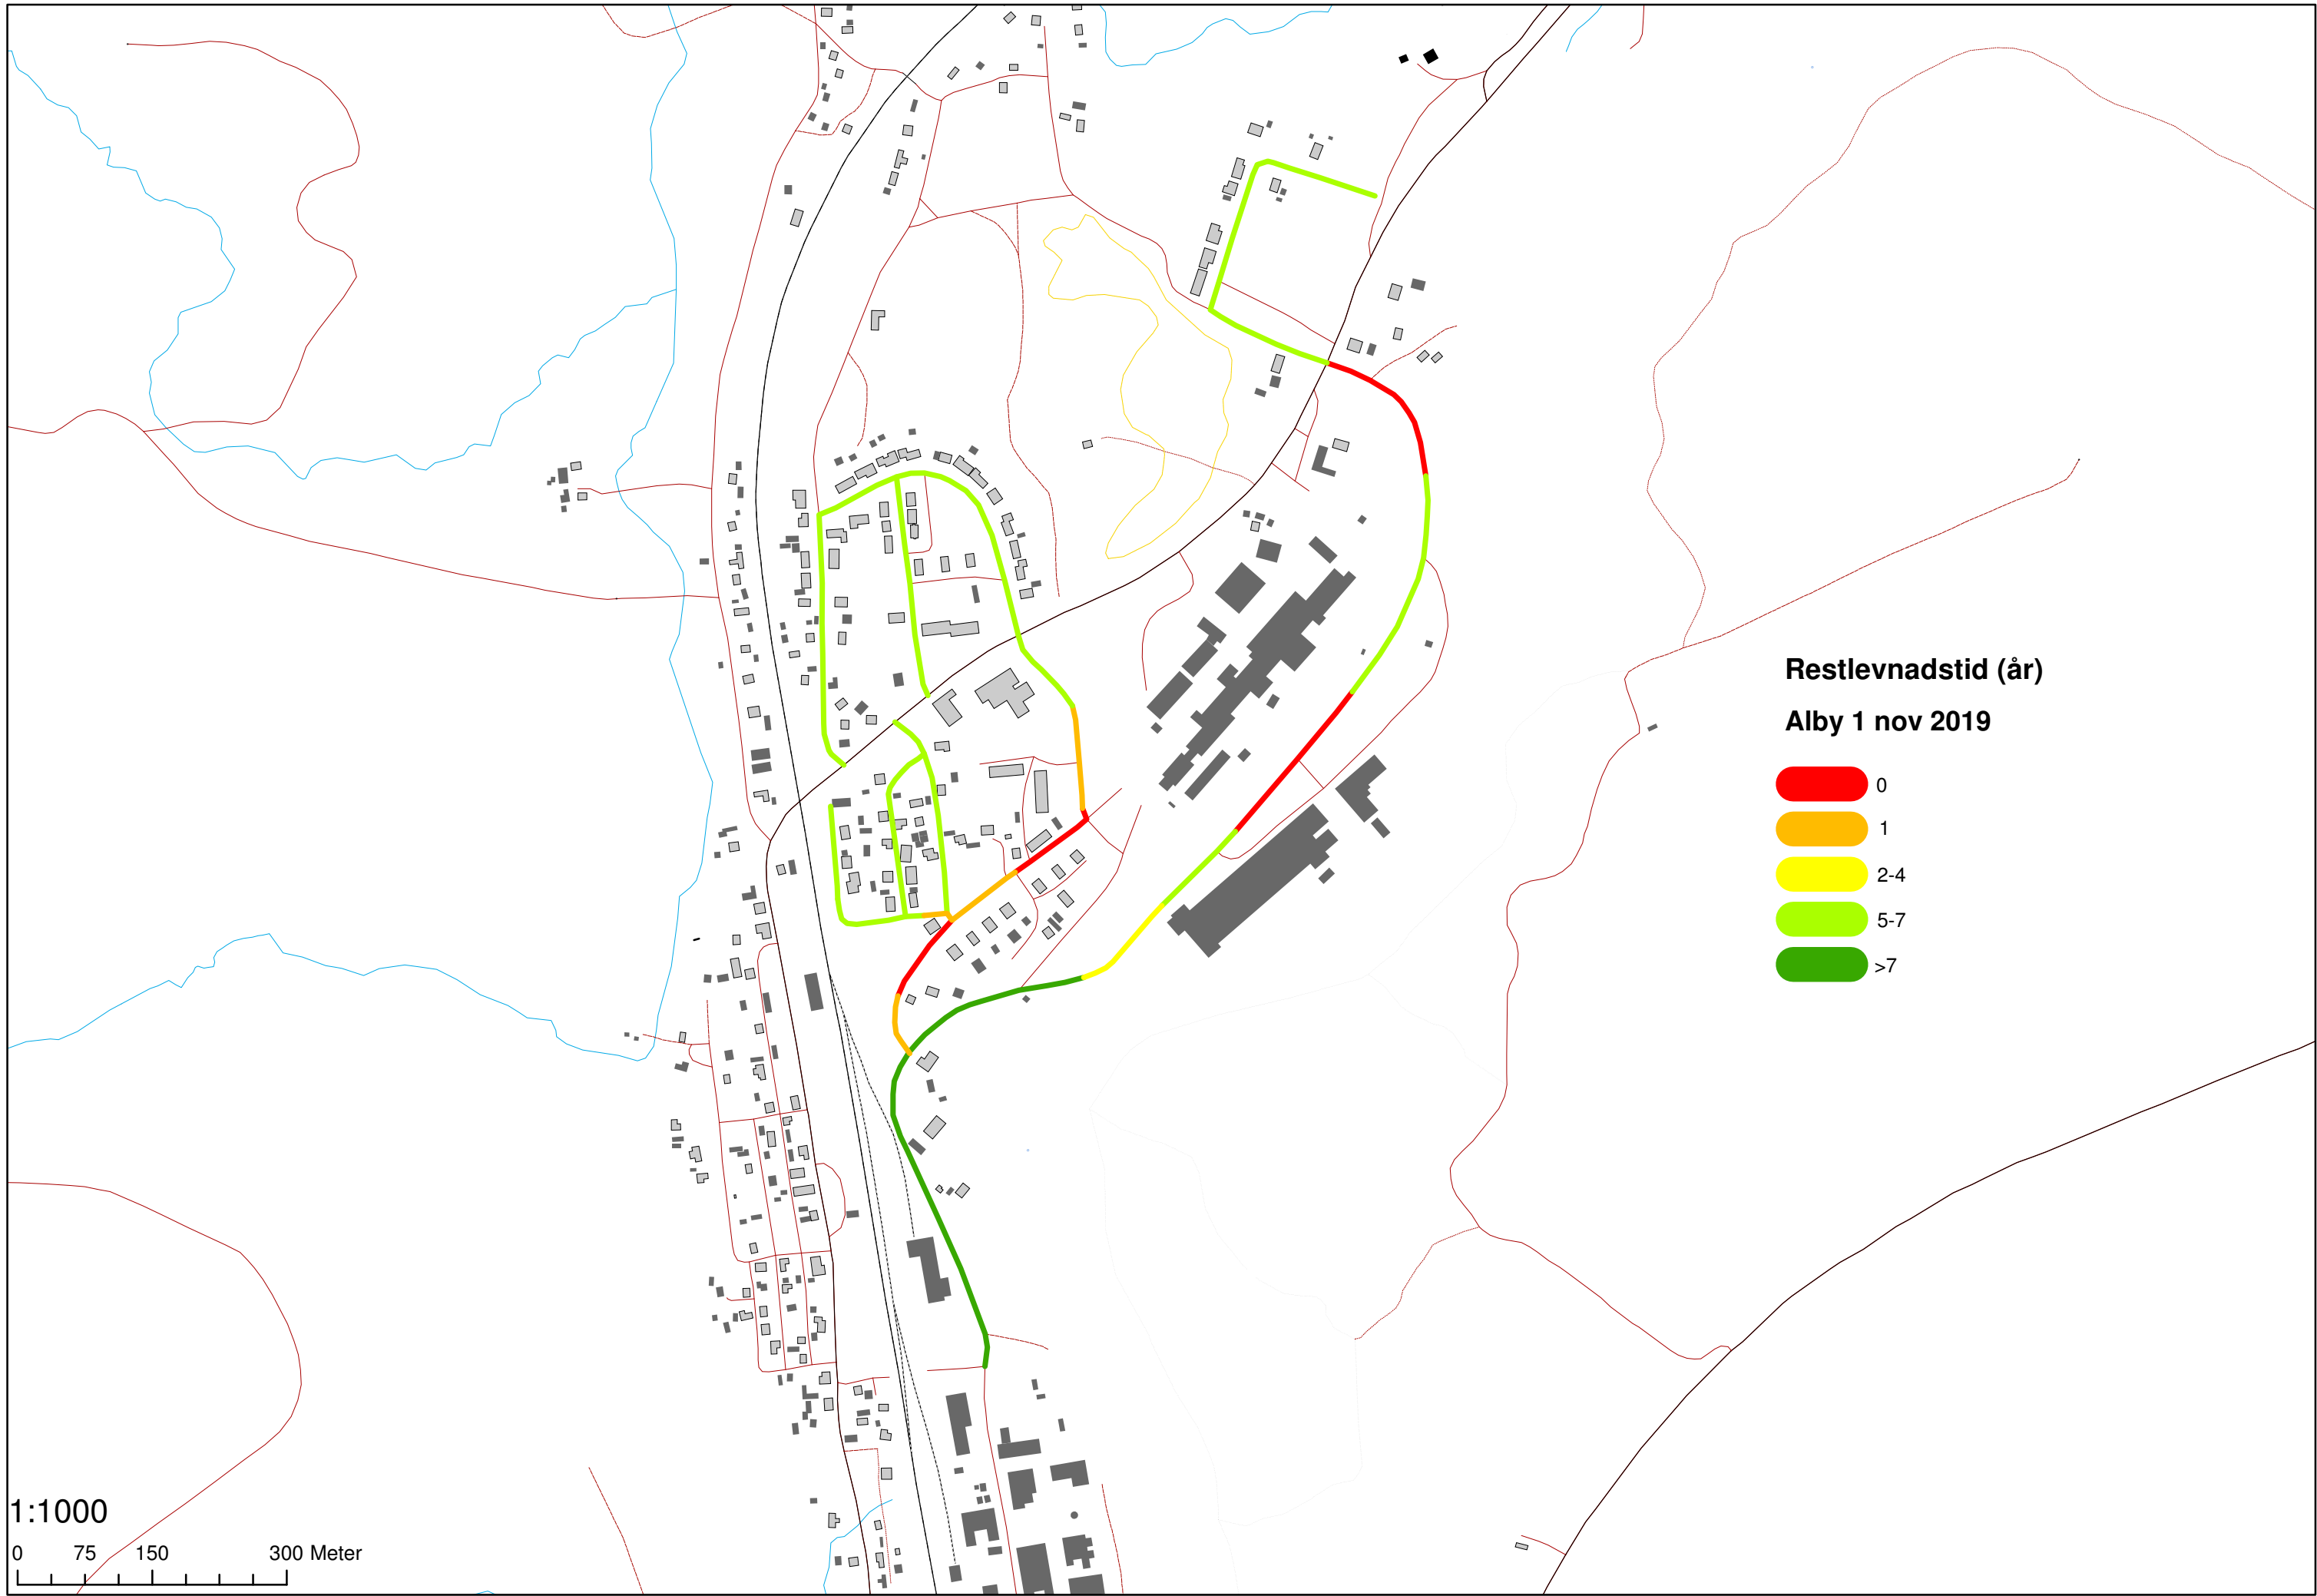 Restlevnadstid (år)
Alby 1 nov 2019
0
1
2-4
5-7
>7
1:1000
0 75 150 300 Meter